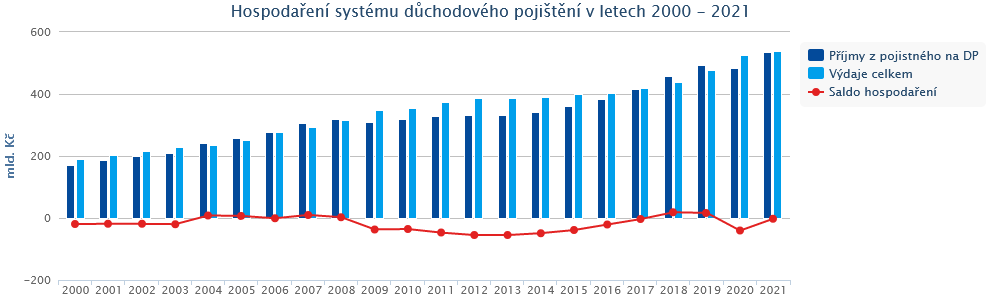 Hospodaření systému důchodového pojištění v letech 2000 – 2021
mld. Kč
600
400
200
0
−200
2000 2001 2002 2003 2004 2005 2006 2007 2008 2009 2010 2011 2012 2013 2014 2015 2016 2017 2018 2019 2020 2021
Příjmy z pojistného na DP
Výdaje celkem
Saldo hospodaření